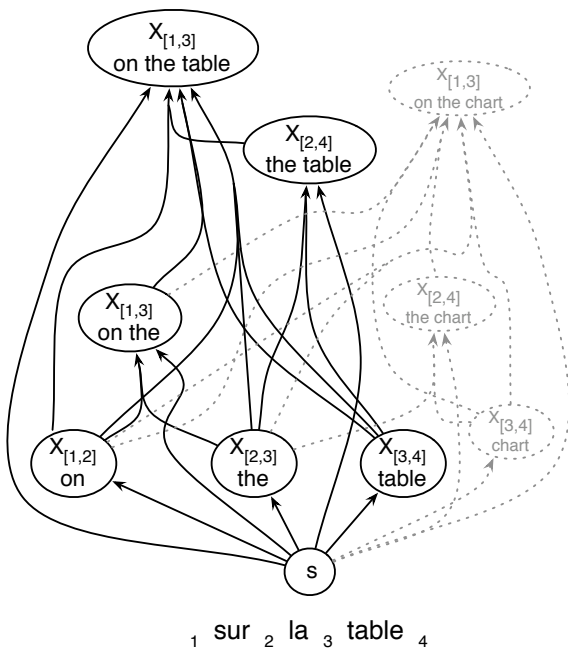 X[1,3]
on the table
X[1,3]
on the chart
X[2,4]
the table
X[1,3]
on the
X[2,4]
the chart
X[1,2]
on
X[2,3]
the
X[3,4]
table
X[3,4]
chart
s
1 sur 2 la 3 table 4